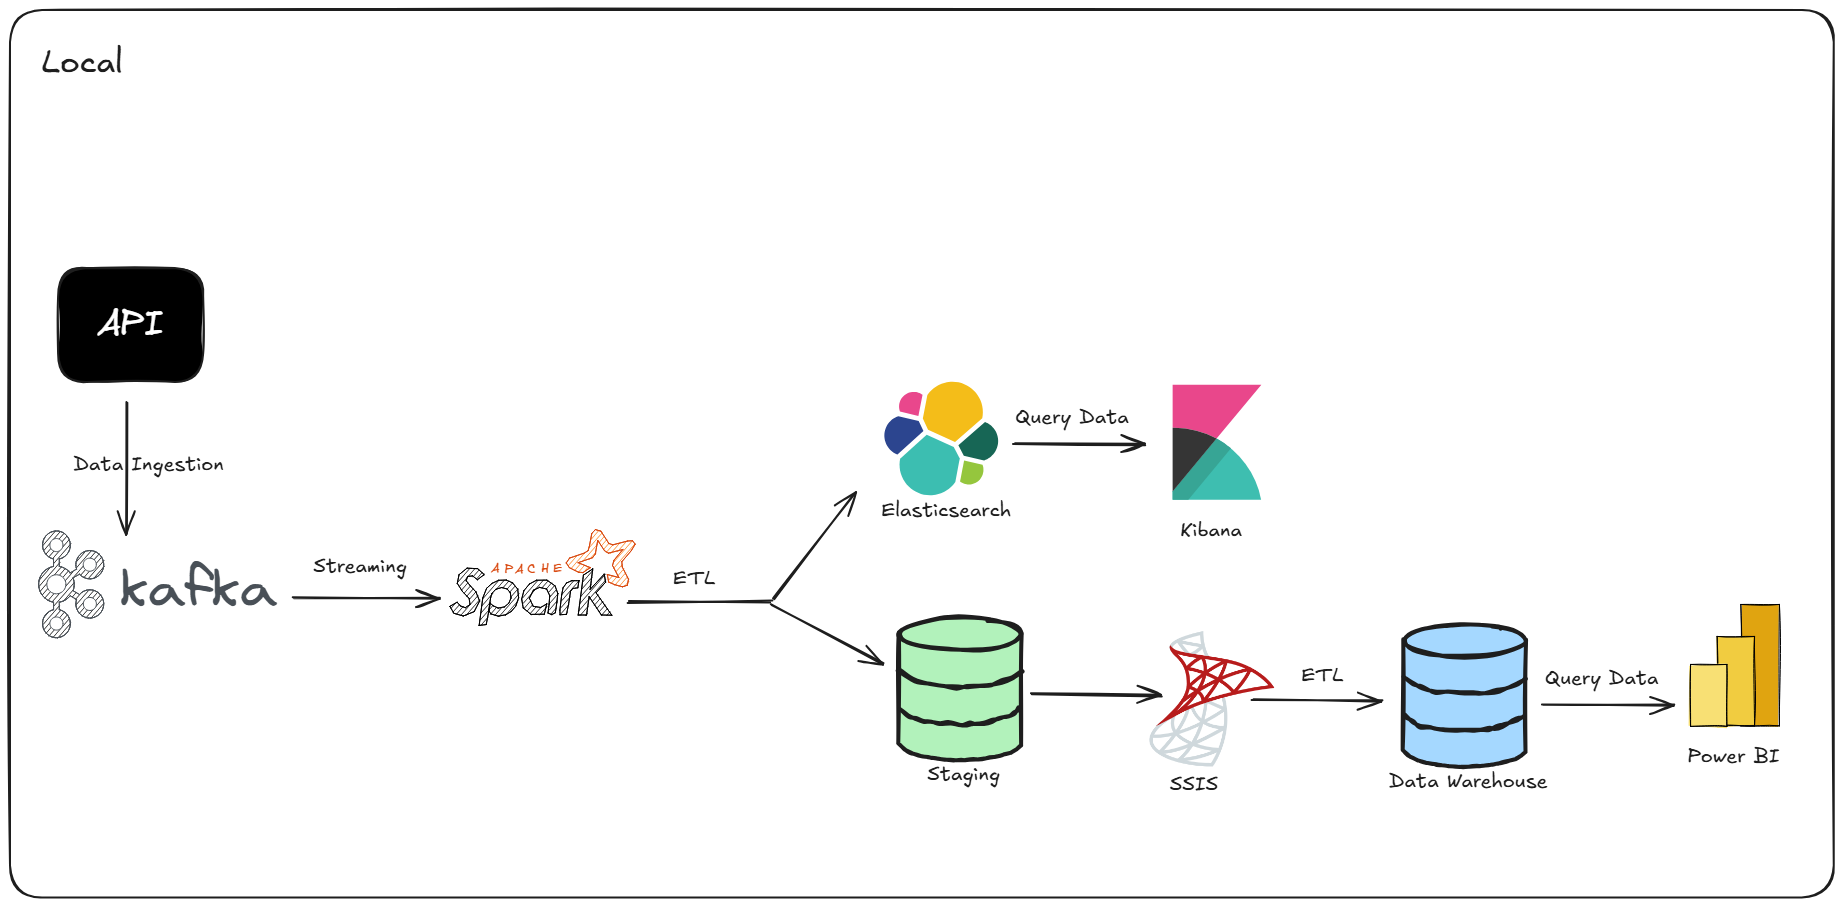 Local
API
Data Ingestion
kafka
Streaming
APACHE
Spark
ETL
Elasticsearch
Query Data
Kibana
Staging
SSIS
ETL
Data Warehouse
Query Data
Power BI